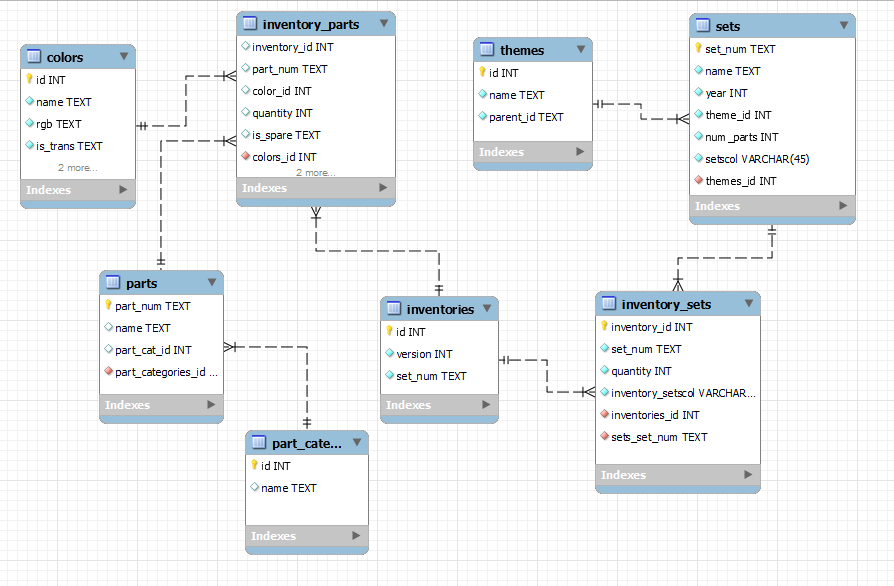 colors
id INT
name TEXT
rgb TEXT
is_trans TEXT
2 more...
Indexes
inventory_parts
inventory_id INT
part_num TEXT
color_id INT
quantity INT
is_spare TEXT
colors_id INT
2 more...
Indexes
themes
id INT
name TEXT
parent_id TEXT
Indexes
sets
set_num TEXT
name TEXT
year INT
theme_id INT
num_parts INT
setscol VARCHAR(45)
themes_id INT
Indexes
parts
part_num TEXT
name TEXT
part_cat_id INT
part_categories_id ...
Indexes
inventories
id INT
version INT
set_num TEXT
Indexes
inventory_sets
inventory_id INT
set_num TEXT
quantity INT
inventory_setscol VARCHAR...
inventories_id INT
sets_set_num TEXT
Indexes
part_cate...
id INT
name TEXT
Indexes